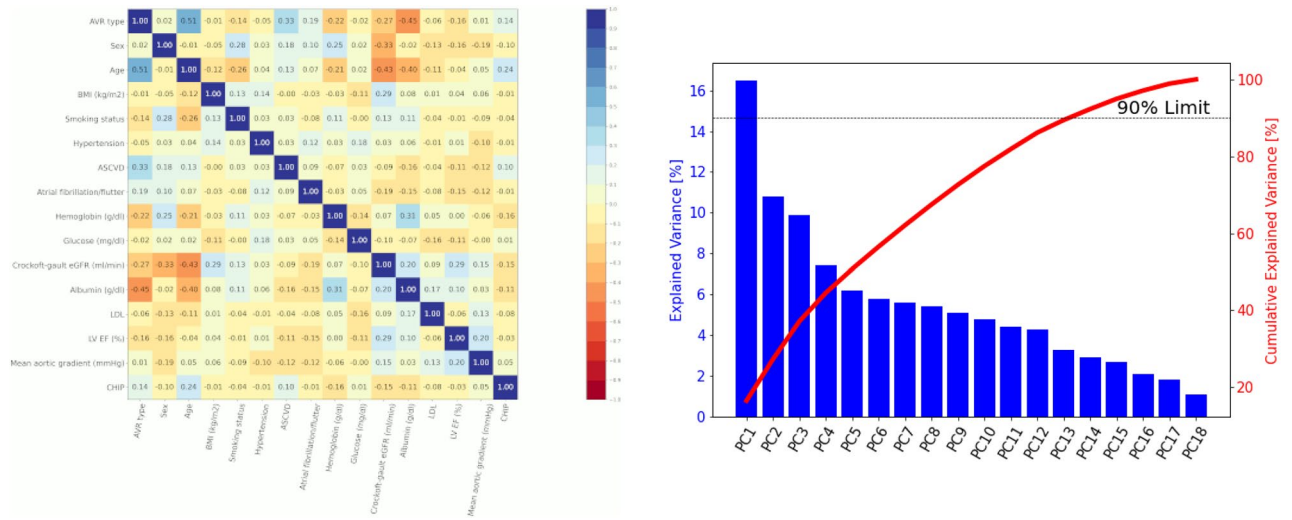 AVR type 1.00 0.02 0.51 -0.01 -0.14 -0.05 0.33 0.19 -0.22 -0.02 -0.27 -0.45 -0.06 -0.16 0.01 0.14
Sex 0.02 1.00 -0.01 -0.05 0.28 0.03 0.18 0.10 0.25 0.02 -0.33 -0.02 -0.13 -0.16 -0.19 -0.10
Age 0.51 -0.01 1.00 -0.12 -0.26 0.04 0.13 0.07 -0.21 0.02 -0.43 -0.40 -0.11 -0.04 0.05 0.24
BMI (kg/m2) -0.01 -0.05 -0.12 1.00 0.13 0.14 -0.00 -0.03 -0.03 -0.11 0.29 0.08 0.01 0.04 0.06 -0.01
Smoking status -0.14 0.28 -0.26 0.13 1.00 0.03 0.03 -0.08 0.11 -0.00 0.13 0.11 -0.04 -0.01 -0.09 -0.04
Hypertension -0.05 0.03 0.04 0.14 0.03 1.00 0.03 0.12 0.03 0.18 0.03 0.06 -0.01 0.01 -0.10 -0.01
ASCVD 0.33 0.18 0.13 -0.00 0.03 0.03 1.00 0.09 -0.07 0.03 -0.09 -0.16 -0.04 -0.11 -0.12 0.10
Atrial fibrillation/flutter 0.19 0.10 0.07 -0.03 -0.08 0.12 0.09 1.00 -0.03 0.05 -0.19 -0.15 -0.08 -0.15 -0.12 -0.01
Hemoglobin (g/dl) -0.22 0.25 -0.21 -0.03 0.11 0.03 -0.07 -0.03 1.00 -0.14 0.07 0.31 0.05 0.00 -0.06 -0.16
Glucose (mg/dl) -0.02 0.02 0.02 -0.11 -0.00 0.18 0.03 0.05 -0.14 1.00 -0.10 -0.07 -0.16 -0.11 -0.00 0.01
Crockoft-gault eGFR (ml/min) -0.27 -0.33 -0.43 0.29 0.13 0.03 -0.09 -0.19 0.07 -0.10 1.00 0.20 0.09 0.29 0.15 -0.15
Albumin (g/dl) -0.45 -0.02 -0.40 0.08 0.11 0.06 -0.16 -0.15 0.31 -0.07 0.20 1.00 0.17 0.10 0.03 -0.11
LDL -0.06 -0.13 -0.11 0.01 -0.04 -0.01 -0.04 -0.08 0.05 -0.16 0.09 0.17 1.00 -0.06 0.13 -0.08
LV EF (%) -0.16 -0.16 -0.04 0.04 -0.01 0.01 -0.11 -0.15 0.00 -0.11 0.29 0.10 -0.06 1.00 0.20 -0.03
Mean aortic gradient (mmHg) 0.01 -0.19 0.05 0.06 -0.09 -0.10 -0.12 -0.12 -0.06 -0.00 0.15 0.03 0.13 0.20 1.00 0.05
CHIP 0.14 -0.10 0.24 -0.01 -0.04 -0.01 0.10 -0.01 -0.16 0.01 -0.15 -0.11 -0.08 -0.03 0.05 1.00
AVR type Sex Age BMI (kg/m2) Smoking status Hypertension ASCVD Atrial fibrillation/flutter Hemoglobin (g/dl) Glucose (mg/dl) Crockoft-gault eGFR (ml/min) Albumin (g/dl) LDL LV EF (%) Mean aortic gradient (mmHg) CHIP
Explained Variance [%]
16
14
12
10
8
6
4
2
0
90% Limit
100
80
60
40
20
Cumulative Explained Variance [%]
PC1 PC2 PC3 PC4 PC5 PC6 PC7 PC8 PC9 PC10 PC11 PC12 PC13 PC14 PC15 PC16 PC17 PC18